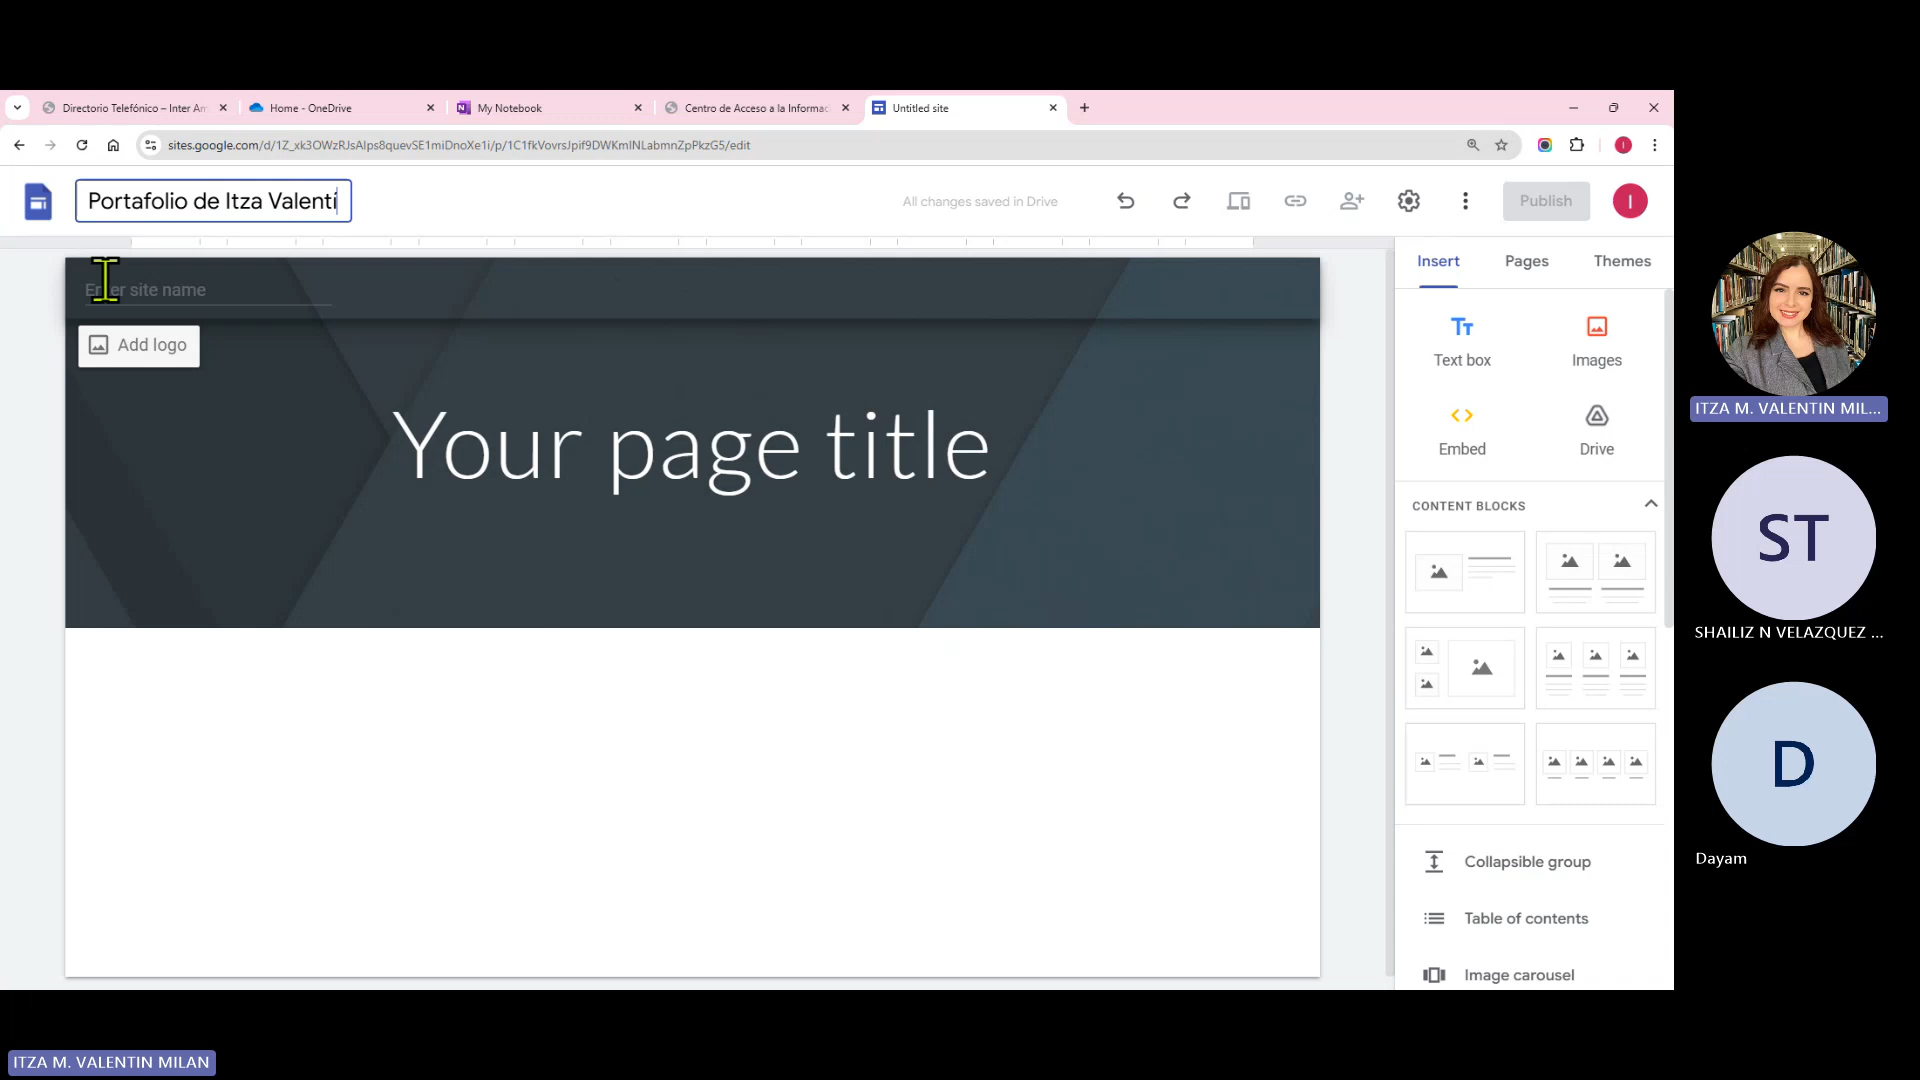 Directorio Telefónico – Inter Am
Home - OneDrive
My Notebook
Centro de Acceso a la Informac
Untitled site
sites.google.com/d/1Z_xk3OWzRJsAlps8quevSE1miDnoXe1i/p/1C1fkVovrsJpif9DWKmlNLabmnZpPkzG5/edit
Portafolio de Itza Valentí
All changes saved in Drive
Publish
I
Enter site name
Add logo
Your page title
Insert
Pages
Themes
Text box
Images
Embed
Drive
CONTENT BLOCKS
Collapsible group
Table of contents
Image carousel
ITZA M. VALENTIN MIL...
ST
SHAILIZ N VELAZQUEZ ...
D
Dayam
ITZA M. VALENTIN MILAN